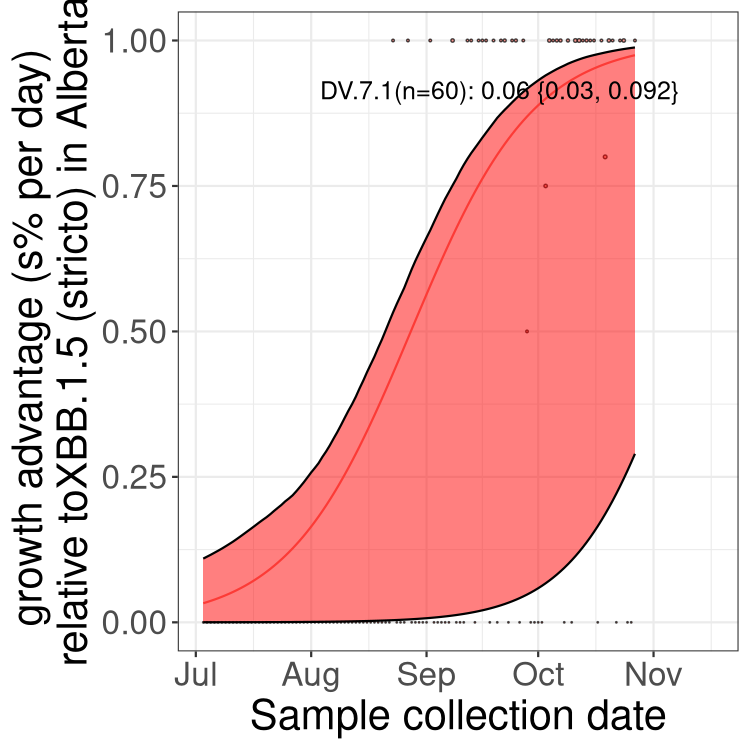 growth advantage (s% per day)
relative toXBB.1.5 (stricto) in Alberta
1.00
0.75
0.50
0.25
0.00
DV.7.1(n=60): 0.06 {0.03, 0.092}
Jul Aug Sep Oct Nov
Sample collection date